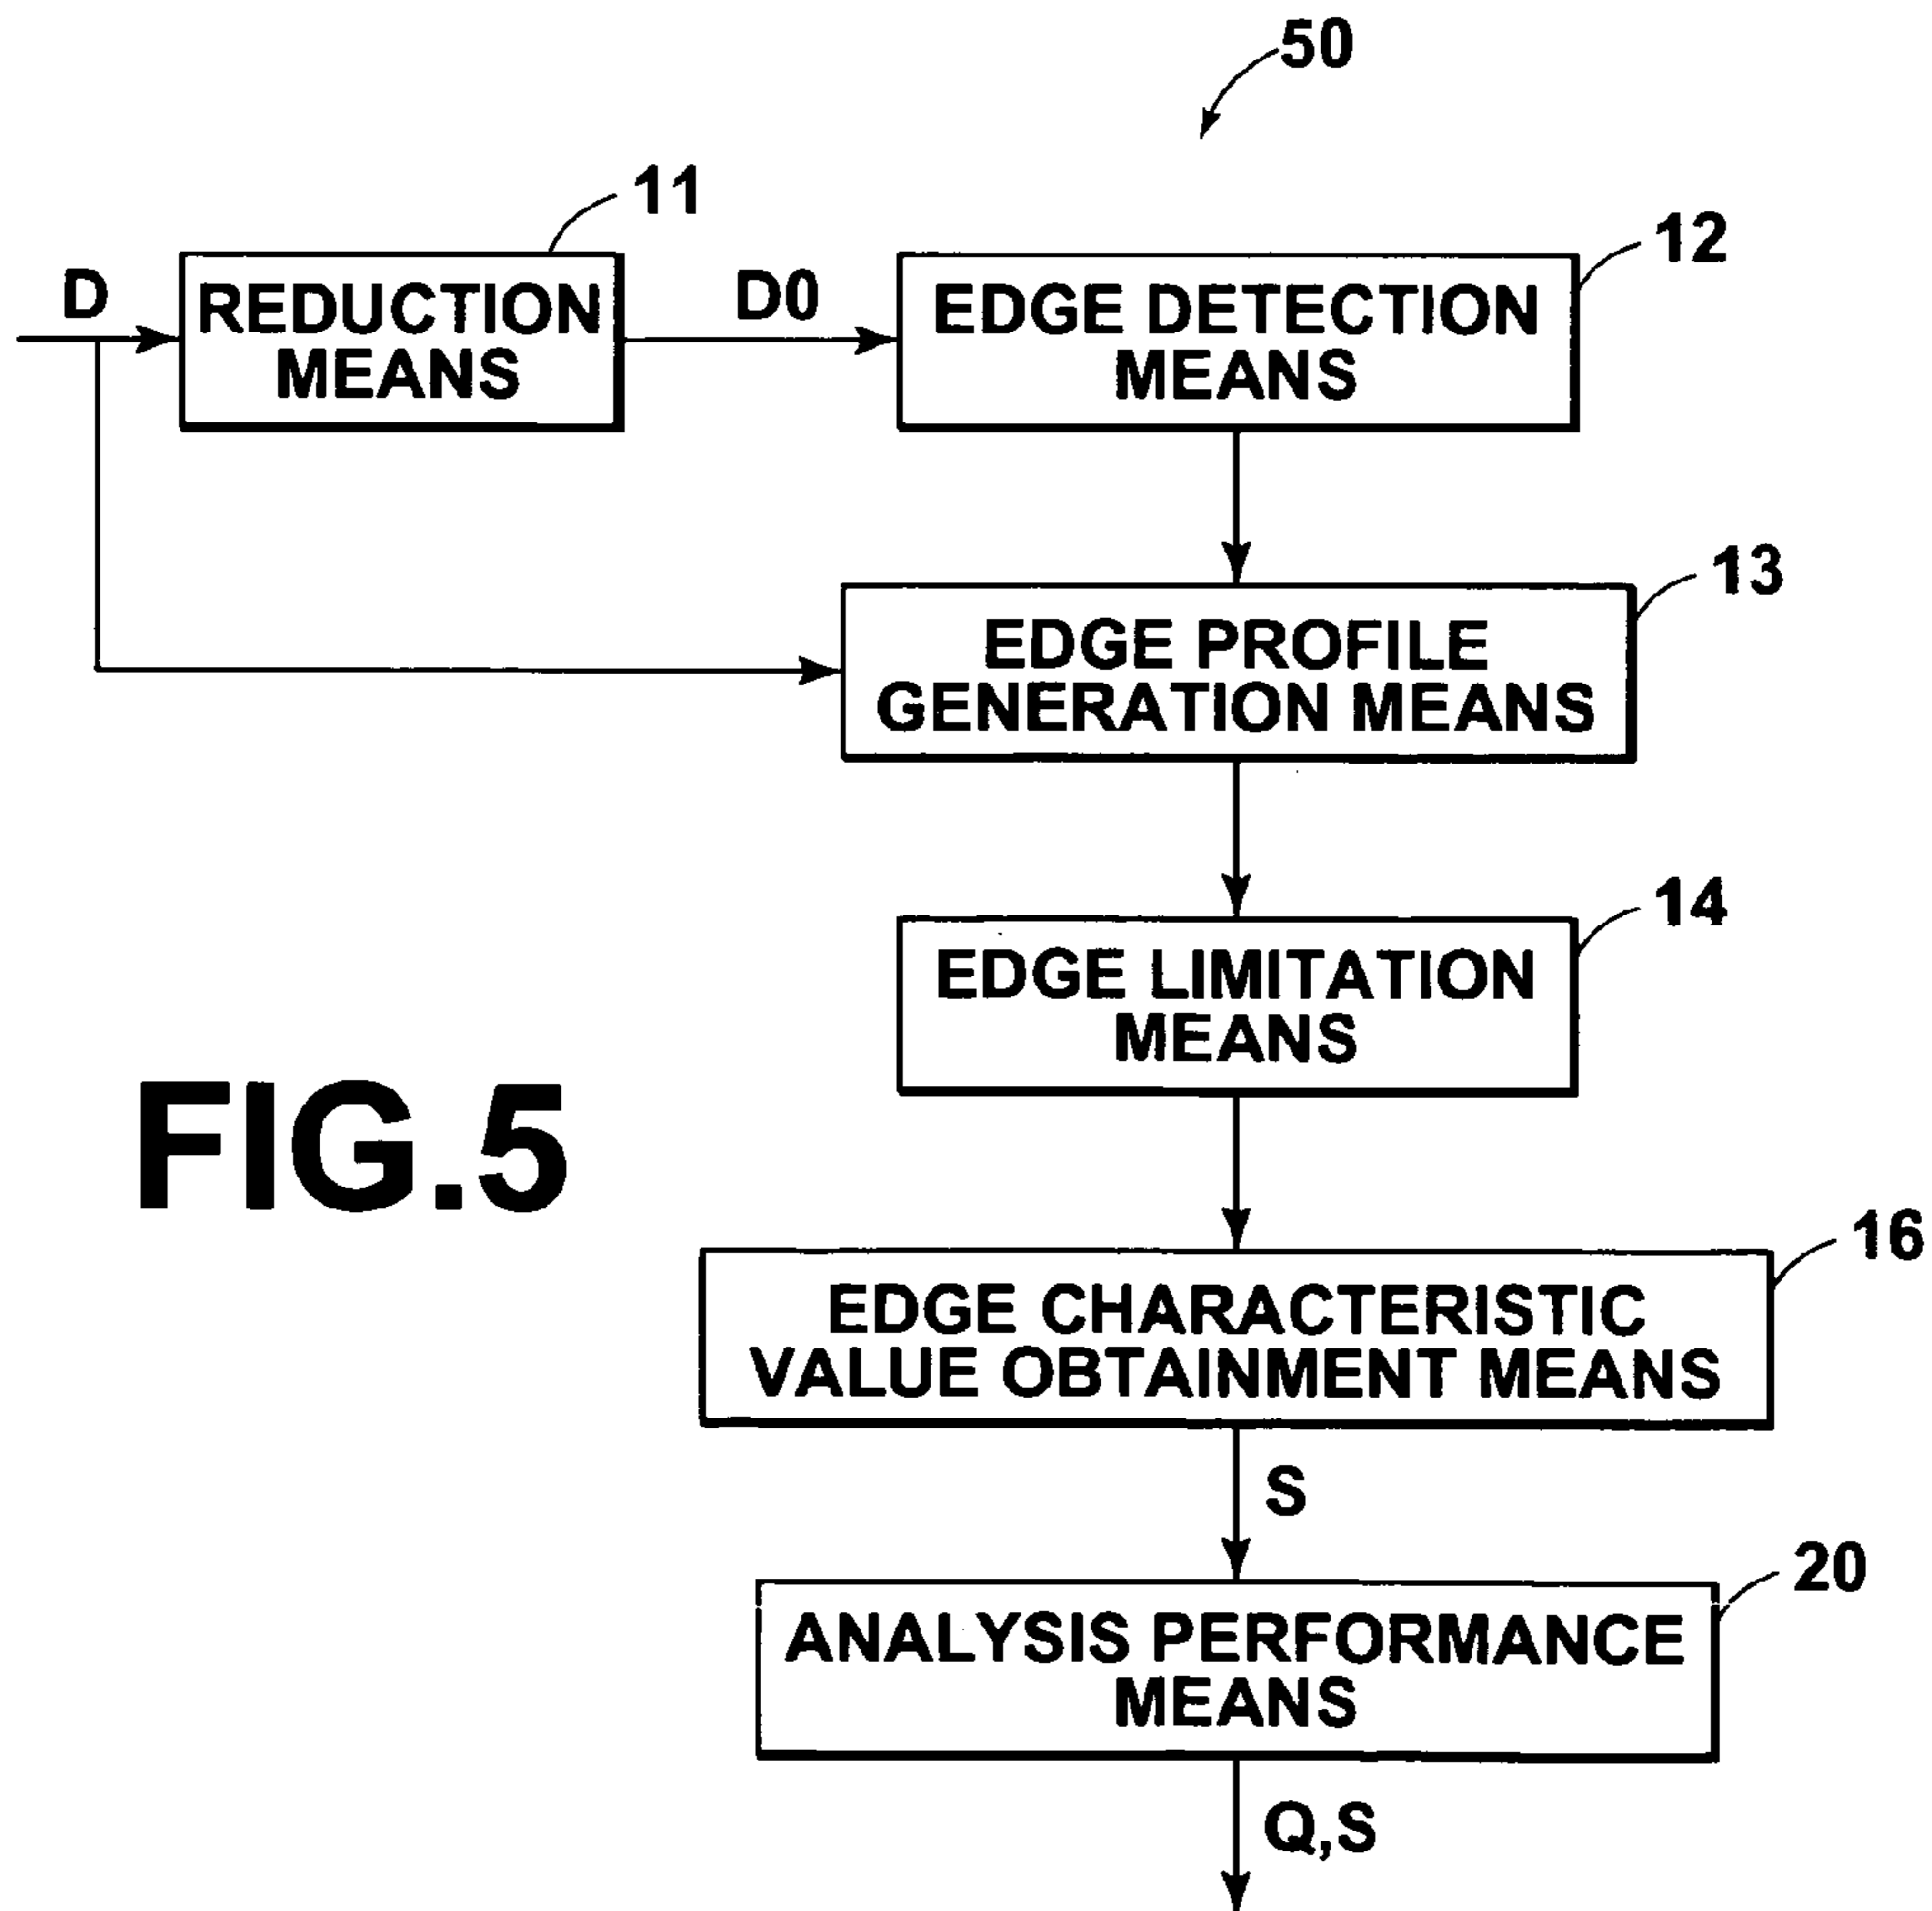 50
11
12
D
REDUCTION
MEANS
D0
EDGE DETECTION
MEANS
13
EDGE PROFILE
GENERATION MEANS
14
EDGE LIMITATION
MEANS
FIG.5
16
EDGE CHARACTERISTIC
VALUE OBTAINMENT MEANS
S
20
ANALYSIS PERFORMANCE
MEANS
Q,S